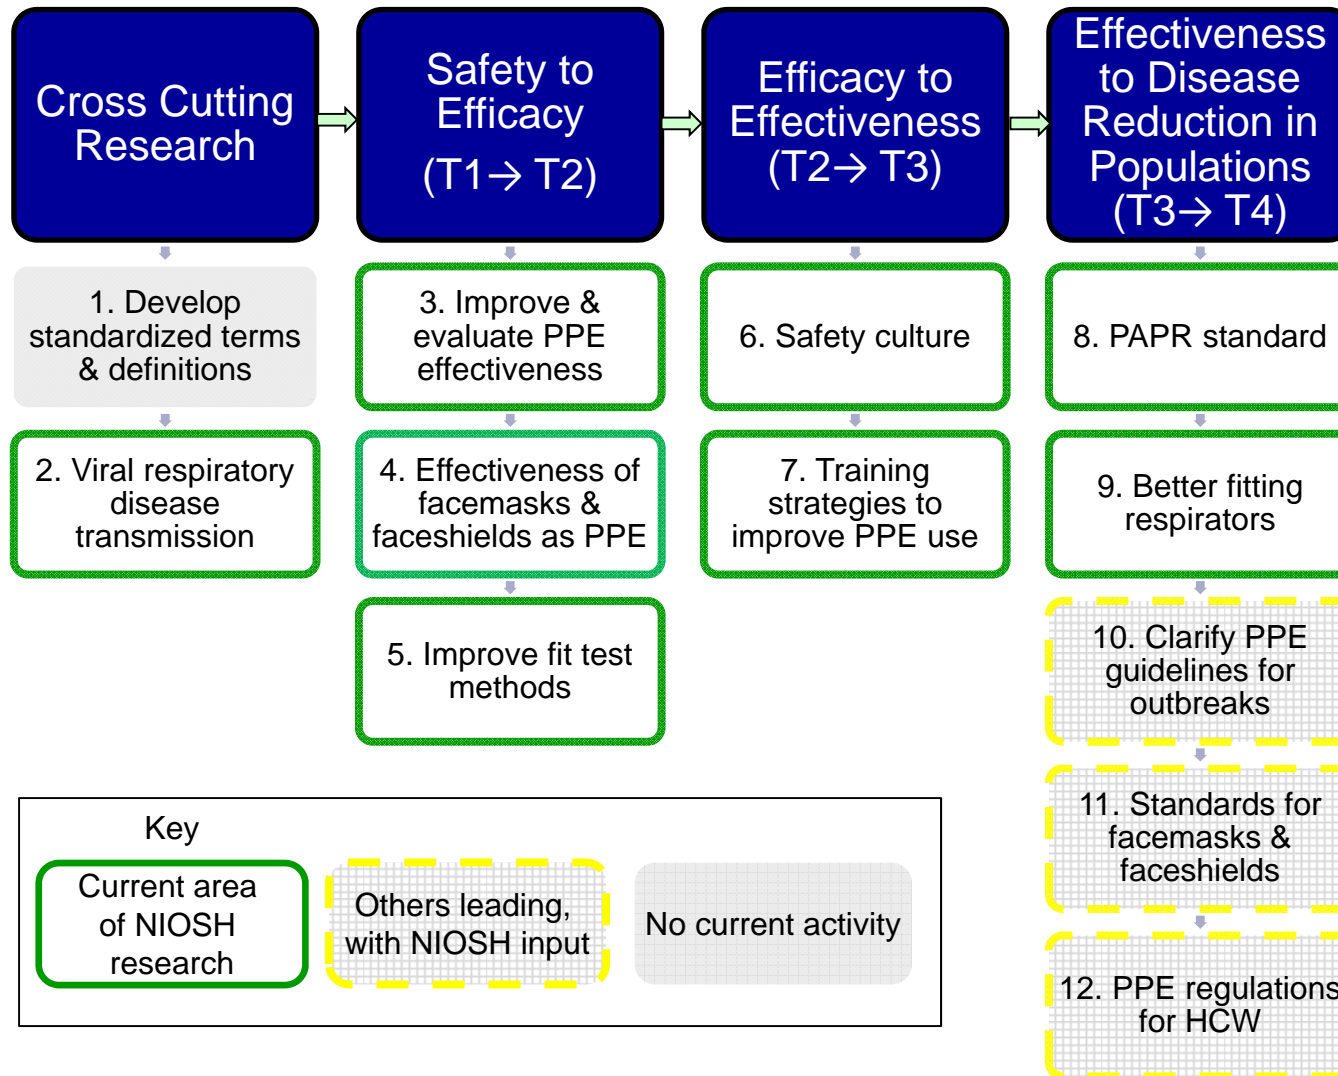 Cross Cutting
Research
Safety to
Efficacy
(T1→ T2)
Efficacy to
Effectiveness
(T2→ T3)
Effectiveness
to Disease
Reduction in
Populations
(T3→ T4)
1. Develop
standardized terms
& definitions
2. Viral respiratory
disease
transmission
3. Improve &
evaluate PPE
effectiveness
4. Effectiveness of
facemasks &
faceshields as PPE
5. Improve fit test
methods
6. Safety culture
7. Training
strategies to
improve PPE use
8. PAPR standard
9. Better fitting
respirators
10. Clarify PPE
guidelines for
outbreaks
11. Standards for
facemasks &
faceshields
12. PPE regulations
for HCW
Key
Current area
of NIOSH
research
Others leading,
with NIOSH input
No current activity